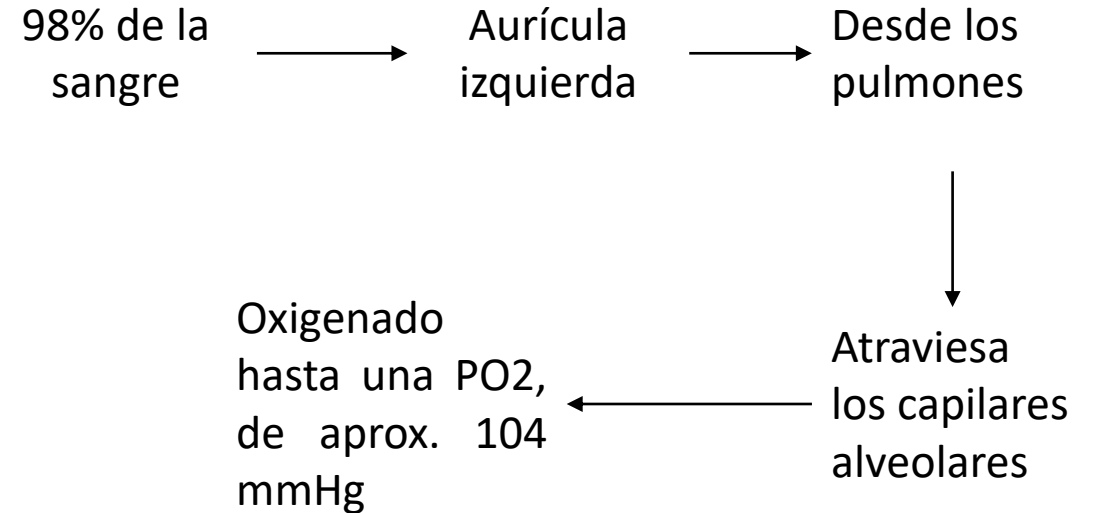 98% de la
sangre
Aurícula
izquierda
Desde los
pulmones
Atraviesa
los capilares
alveolares
Oxigenado
hasta una PO2,
de aprox. 104
mmHg